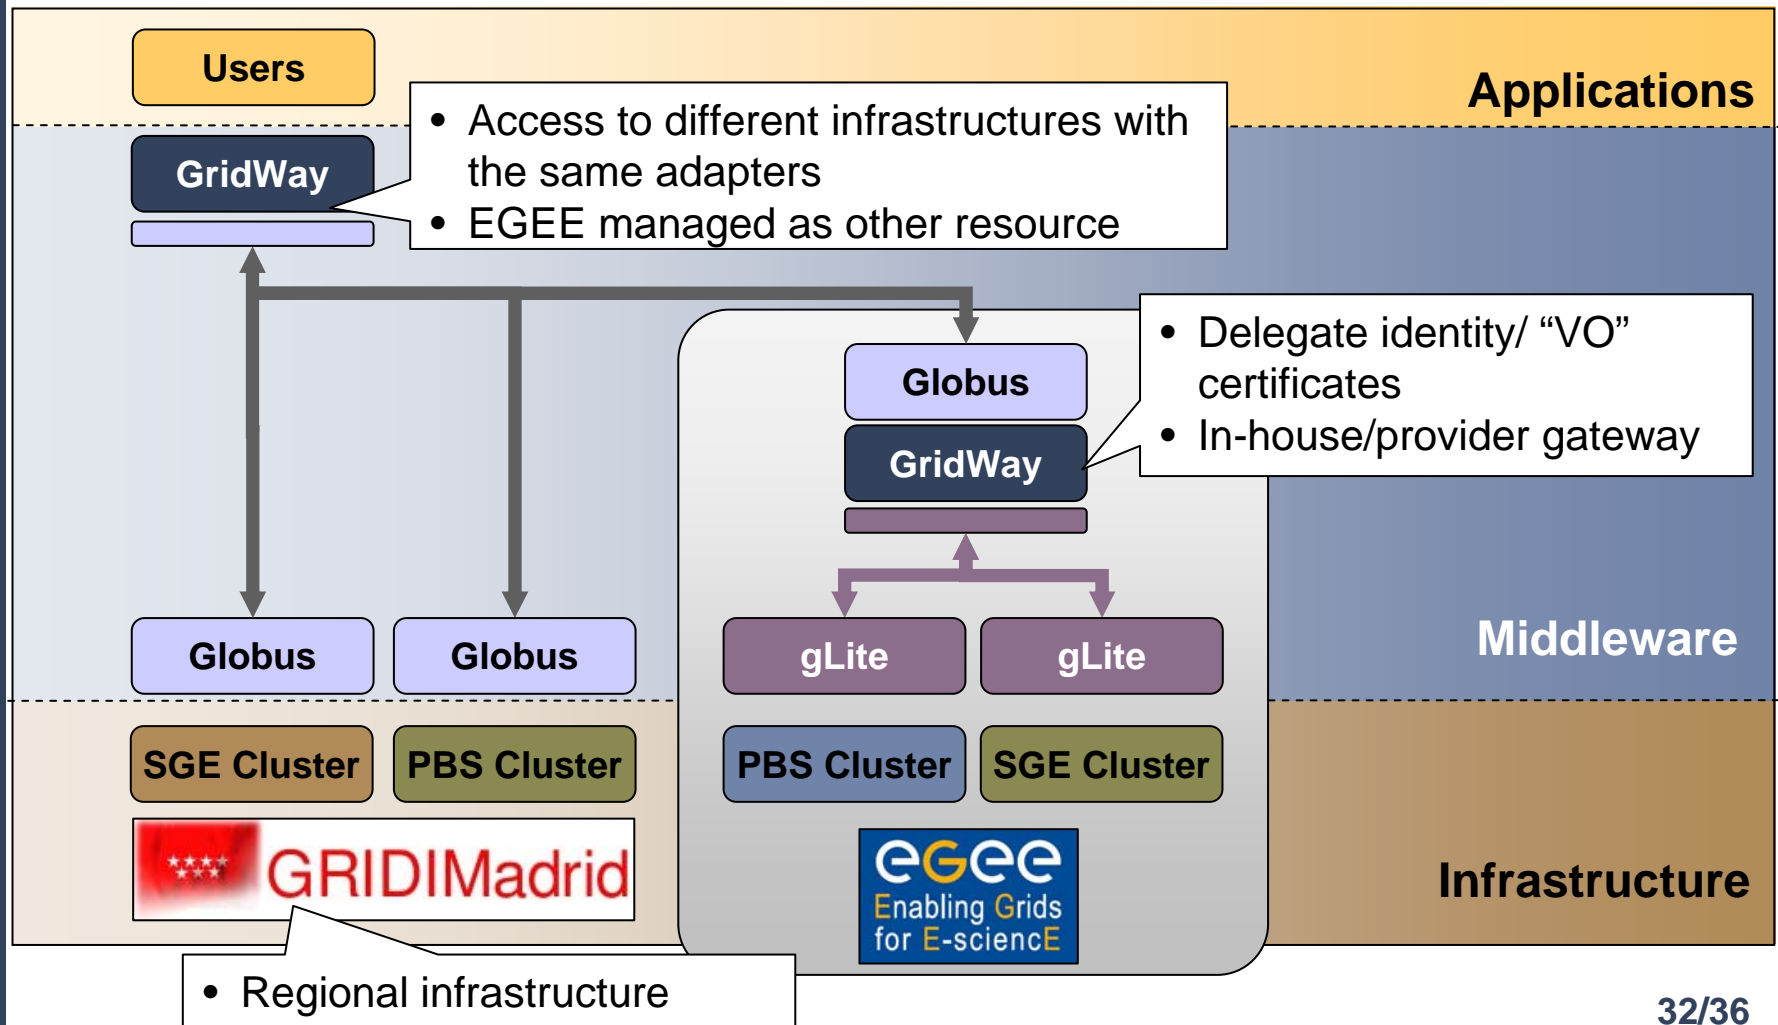 Users
Applications
• Access to different infrastructures with
the same adapters
• EGEE managed as other resource
GridWay
• Delegate identity/ “VO”
certificates
• In-house/provider gateway
Globus
GridWay
Globus
Globus
gLite
gLite
Middleware
SGE Cluster
PBS Cluster
PBS Cluster
SGE Cluster
GRIDIMadrid
eGee
Enabling Grids
for E-sciencE
Infrastructure
• Regional infrastructure
32/36